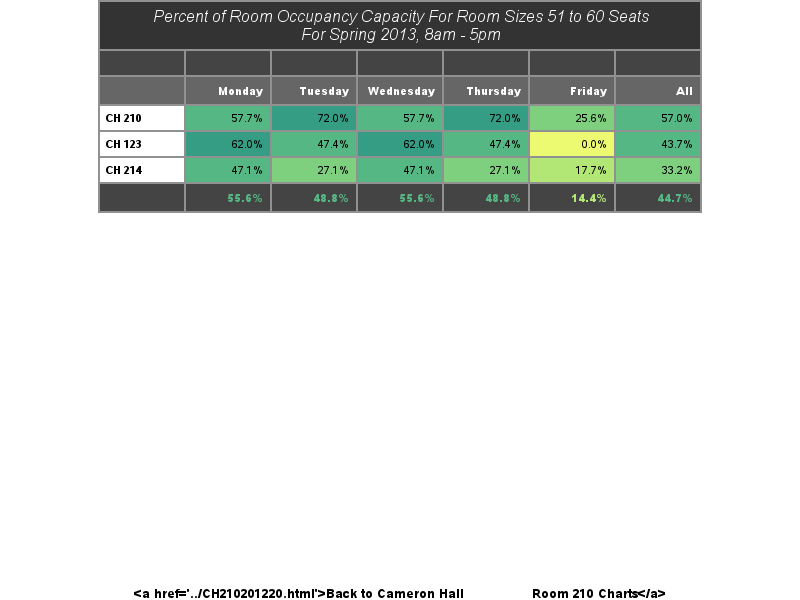 Percent of Room Occupancy Capacity For Room Sizes 51 to 60 Seats
For Spring 2013, 8am - 5pm
Monday Tuesday Wednesday Thursday Friday All
CH 210 57.7% 72.0% 57.7% 72.0% 25.6% 57.0%
CH 123 62.0% 47.4% 62.0% 47.4% 0.0% 43.7%
CH 214 47.1% 27.1% 47.1% 27.1% 17.7% 33.2%
55.6% 48.8% 55.6% 48.8% 14.4% 44.7%
<a href='../CH210201220.html'>Back to Cameron Hall Room 210 Charts</a>